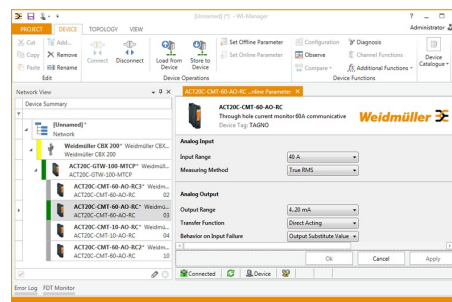 [Unnamed] (*) - WI-Manager
PROJECT DEVICE TOPOLOGY VIEW Administrator
Cut Add... Connect Disconnect Load from Device Store to Device Set Offline Parameter Configuration Diagnosis Device Catalogue
Copy Remove Set Online Parameter Observe Channel Functions
Paste Rename Compare Additional Functions
Edit Device Operations Device Functions
Network View
Device Summary
[Unnamed]*
Network
Weidmüller CBX 200* Weidmüller CBX...
Weidmüller CBX 200
ACT20C-GTW-100-MTCP* Weidmül...
ACT20C-GTW-100-MTCP
ACT20C-CMT-60-AO-RC3* Weidm...
ACT20C-CMT-60-AO-RC 02
ACT20C-CMT-60-AO-RC* Weidm...
ACT20C-CMT-60-AO-RC 03
ACT20C-CMT-10-AO-RC* Weidm...
ACT20C-CMT-10-AO-RC 04
ACT20C-CMT-60-AO-RC2* Weidm...
ACT20C-CMT-60-AO-RC 10
ACT20C-CMT-60-AO-RC ...nline Parameter
ACT20C-CMT-60-AO-RC
Through hole current monitor 60A communicative
Device Tag: TAGNO
Weidmüller
Analog Input
Input Range 40 A
Measuring Method True RMS
Analog Output
Output Range 4..20 mA
Transfer Function Direct Acting
Behavior on Input Failure Output Substitute Value
Ok Cancel Apply
Connected Device
Error Log FDT Monitor